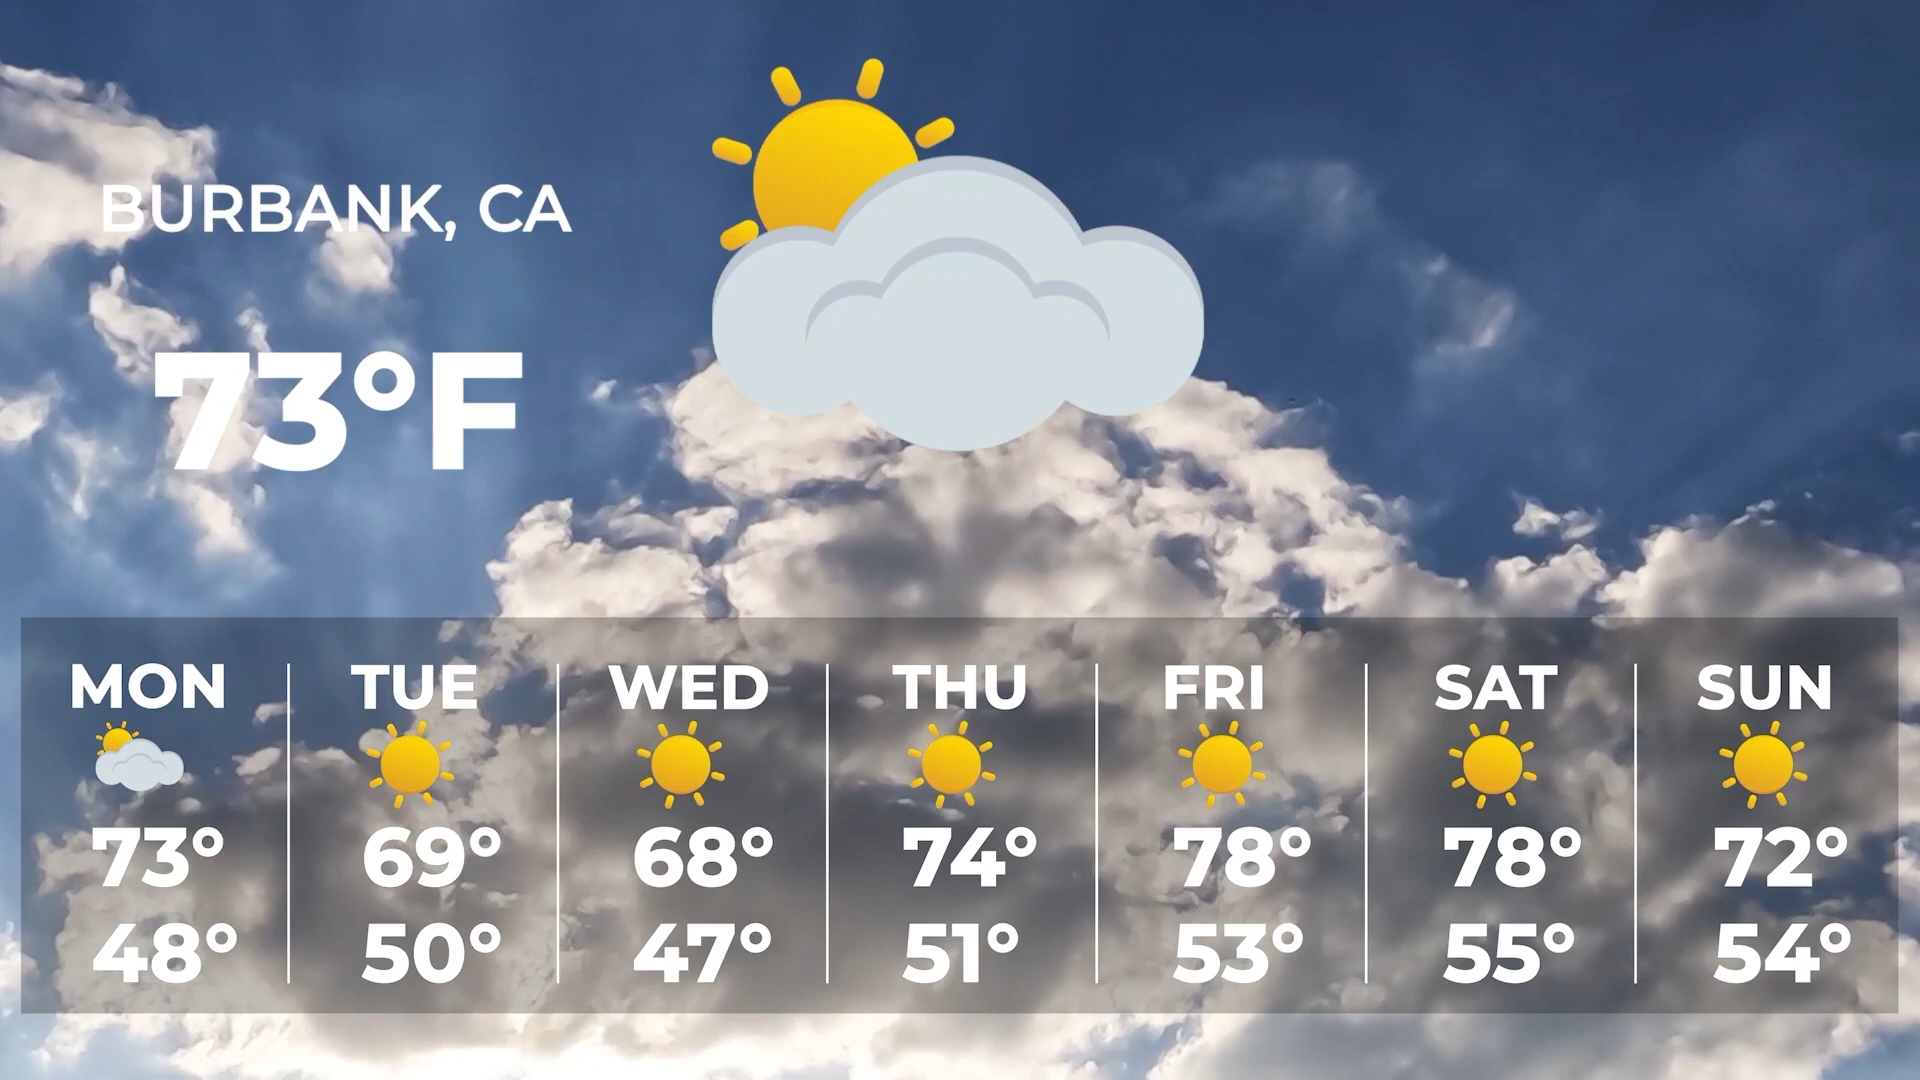 BURBANK, CA
73°F
MON TUE WED THU FRI SAT SUN
73° 69° 68° 74° 78° 78° 72°
48° 50° 47° 51° 53° 55° 54°